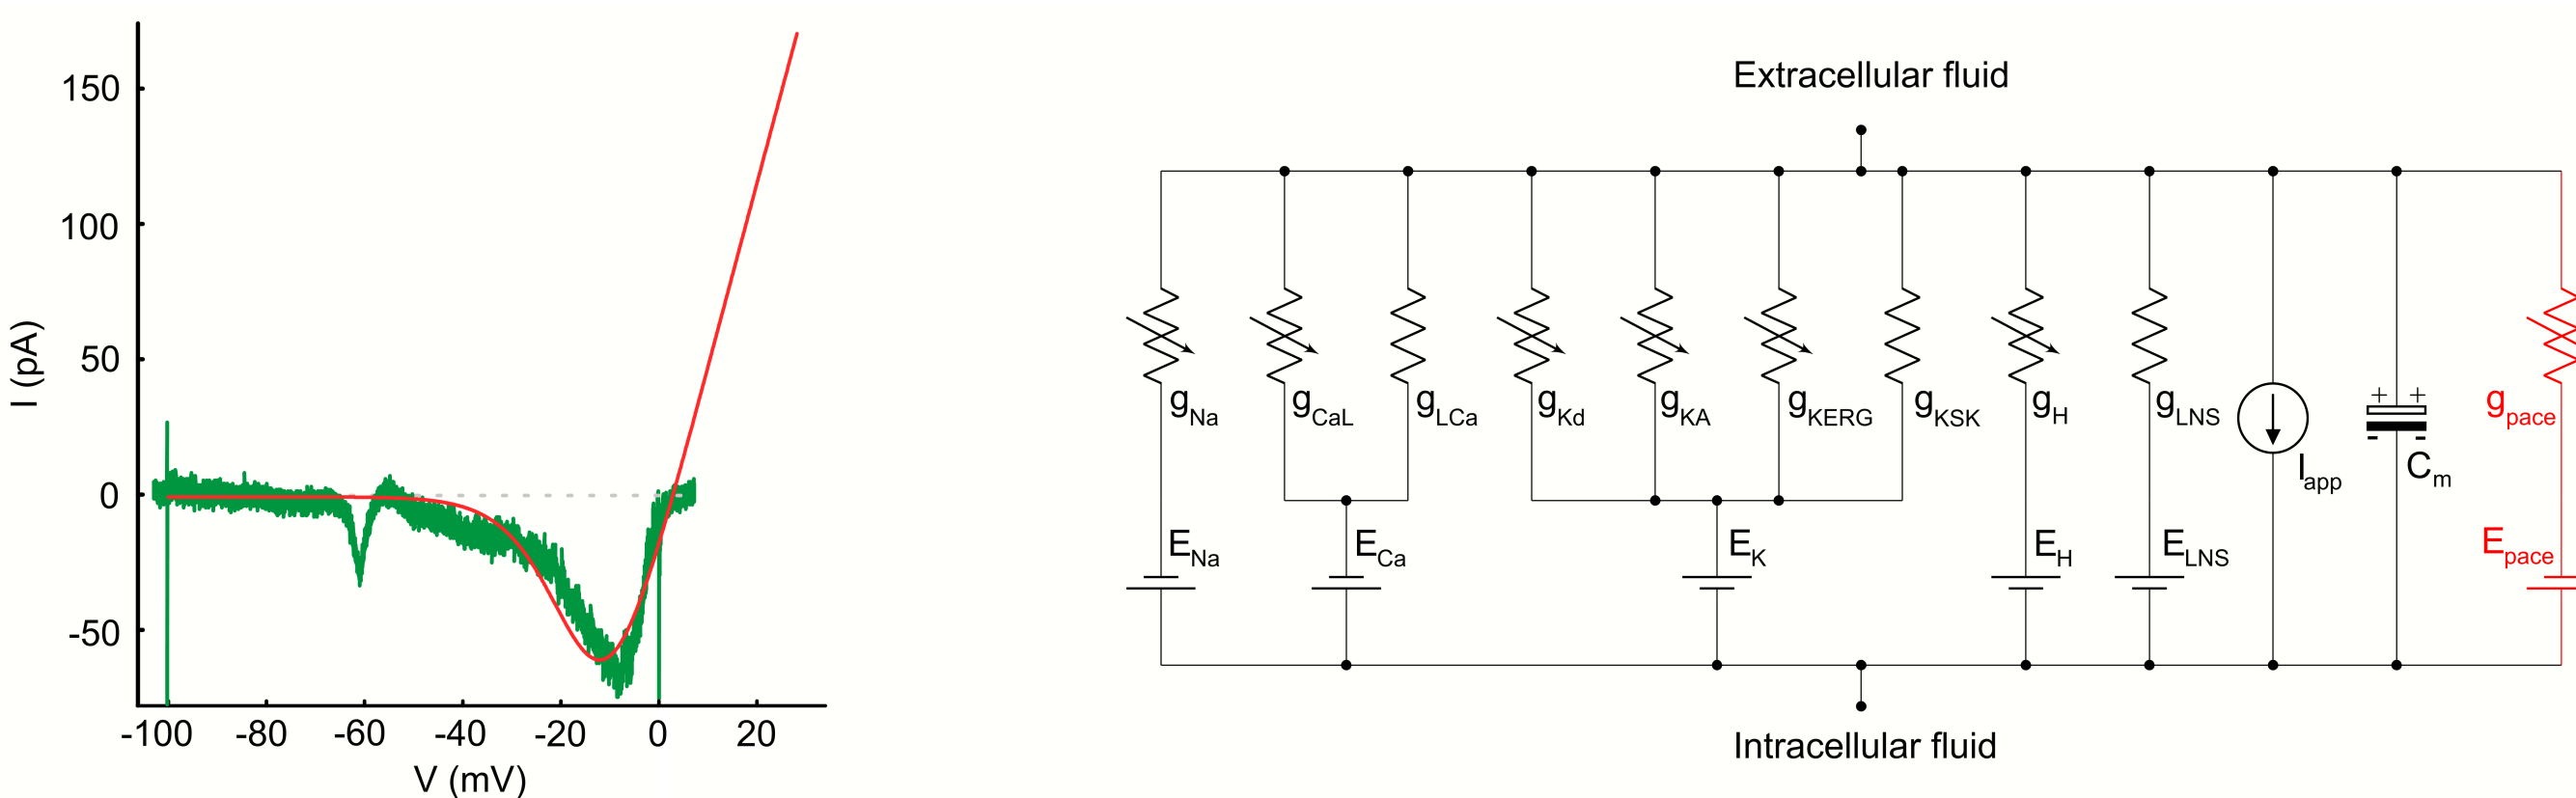 150
100
50
0
-50
I (pA)
-100 -80 -60 -40 -20 0 20
V (mV)
Extracellular fluid
gNa gCaL gLCa gKd gKA gKERG gKSK gH gLNS gpace
Iapp
+ +
- -
Cm
ENa ECa EK EH ELNS Epace
Intracellular fluid